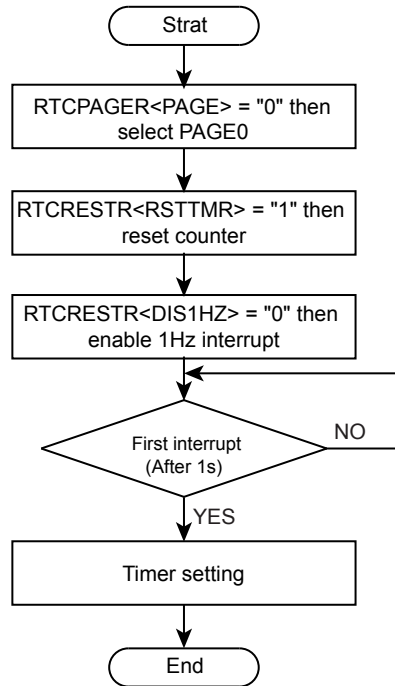 Strat
RTCPAGER<PAGE> = "0" then
select PAGE0
RTCRESTR<RSTTMR> = "1" then
reset counter
RTCRESTR<DIS1HZ> = "0" then
enable 1Hz interrupt
First interrupt
(After 1s)
NO
YES
Timer setting
End